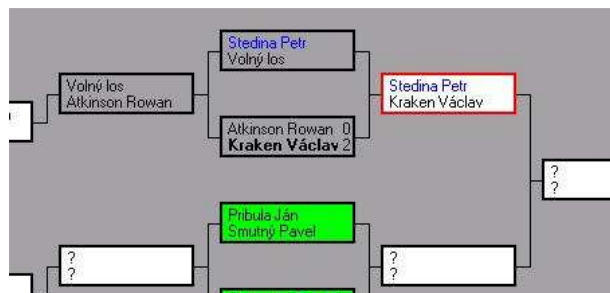 Stedina Petr
Volný los
Volný los
Atkinson Rowan
Stedina Petr
Kraken Václav
Atkinson Rowan 0
Kraken Václav 2
?
?
Pribula Ján
Smutný Pavel
?
?
?
?